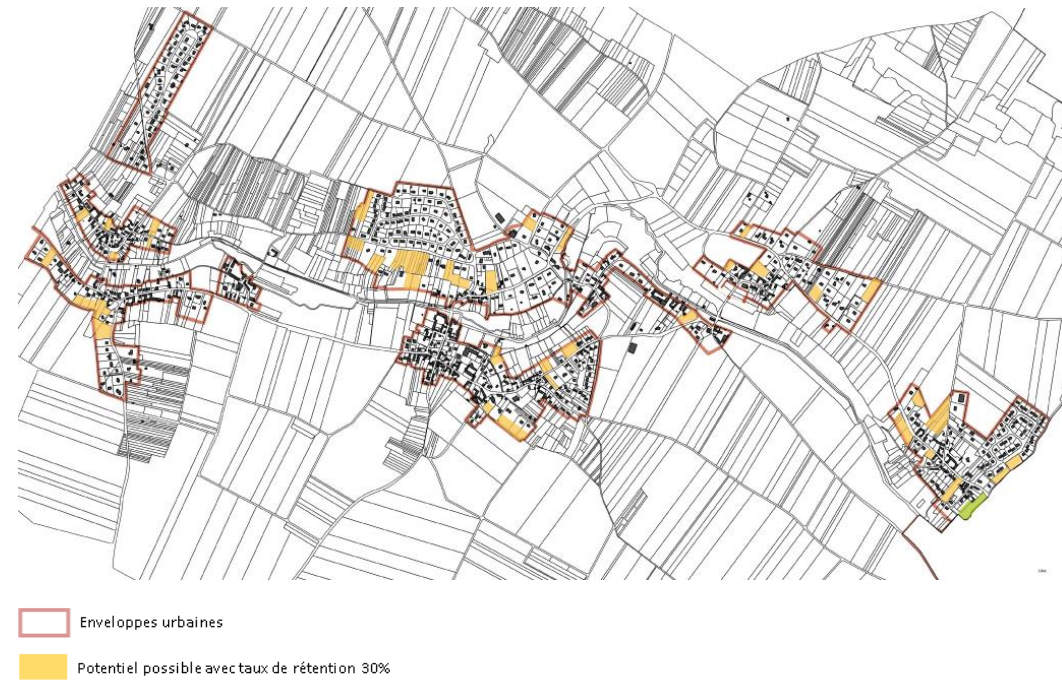 Enveloppes urbaines
Potentiel possible avec taux de rétention 30%